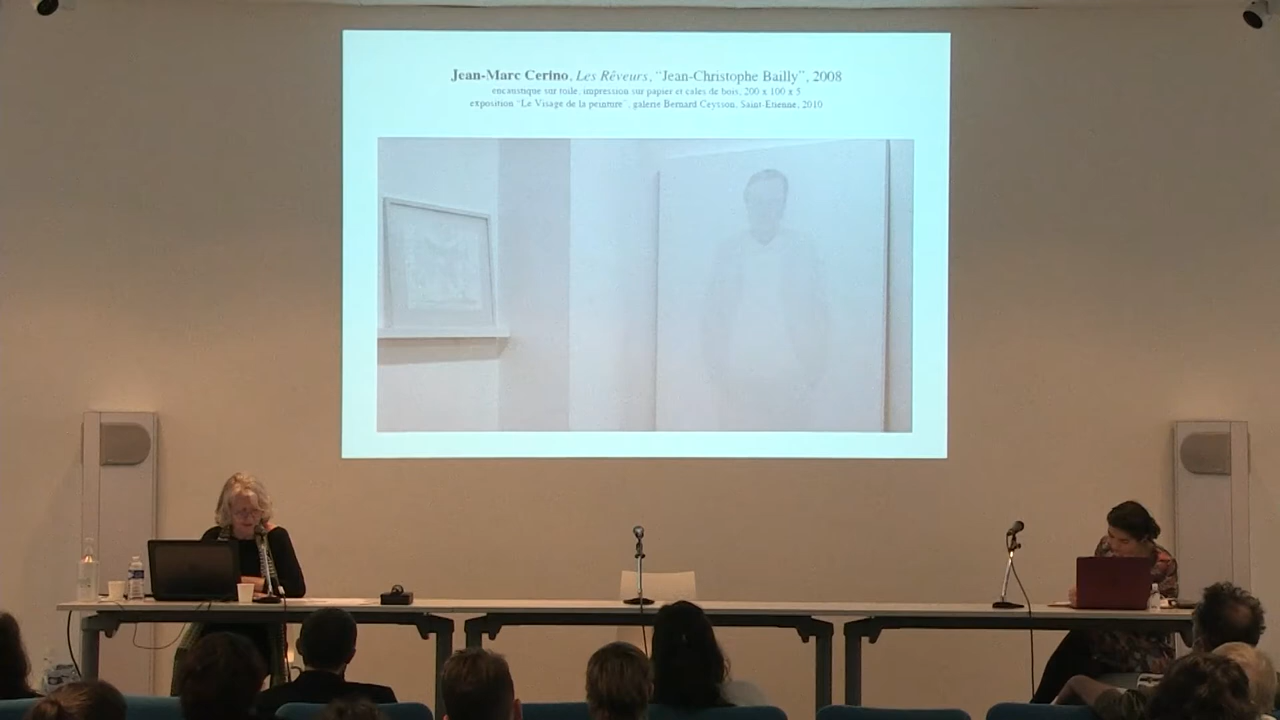 Jean-Marc Cerino, Les Rêveurs, “Jean-Christophe Bailly”, 2008
encaustique sur toile, impression sur papier et cales de bois, 200 x 100 x 5
exposition “Le Visage de la peinture”, galerie Bernard Ceysson, Saint-Etienne, 2010